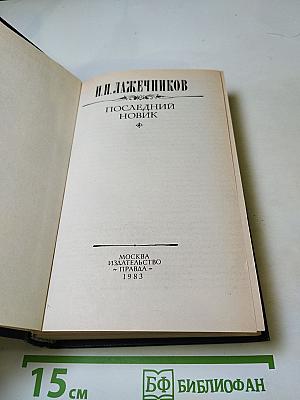 И.И.ЛАЖЕЧНИКОВ
ПОСЛЕДНИЙ
НОВИК
МОСКВА
ИЗДАТЕЛЬСТВО
~ ПРАВДА ~
1983
15 см
БФ БИБЛИОФАН